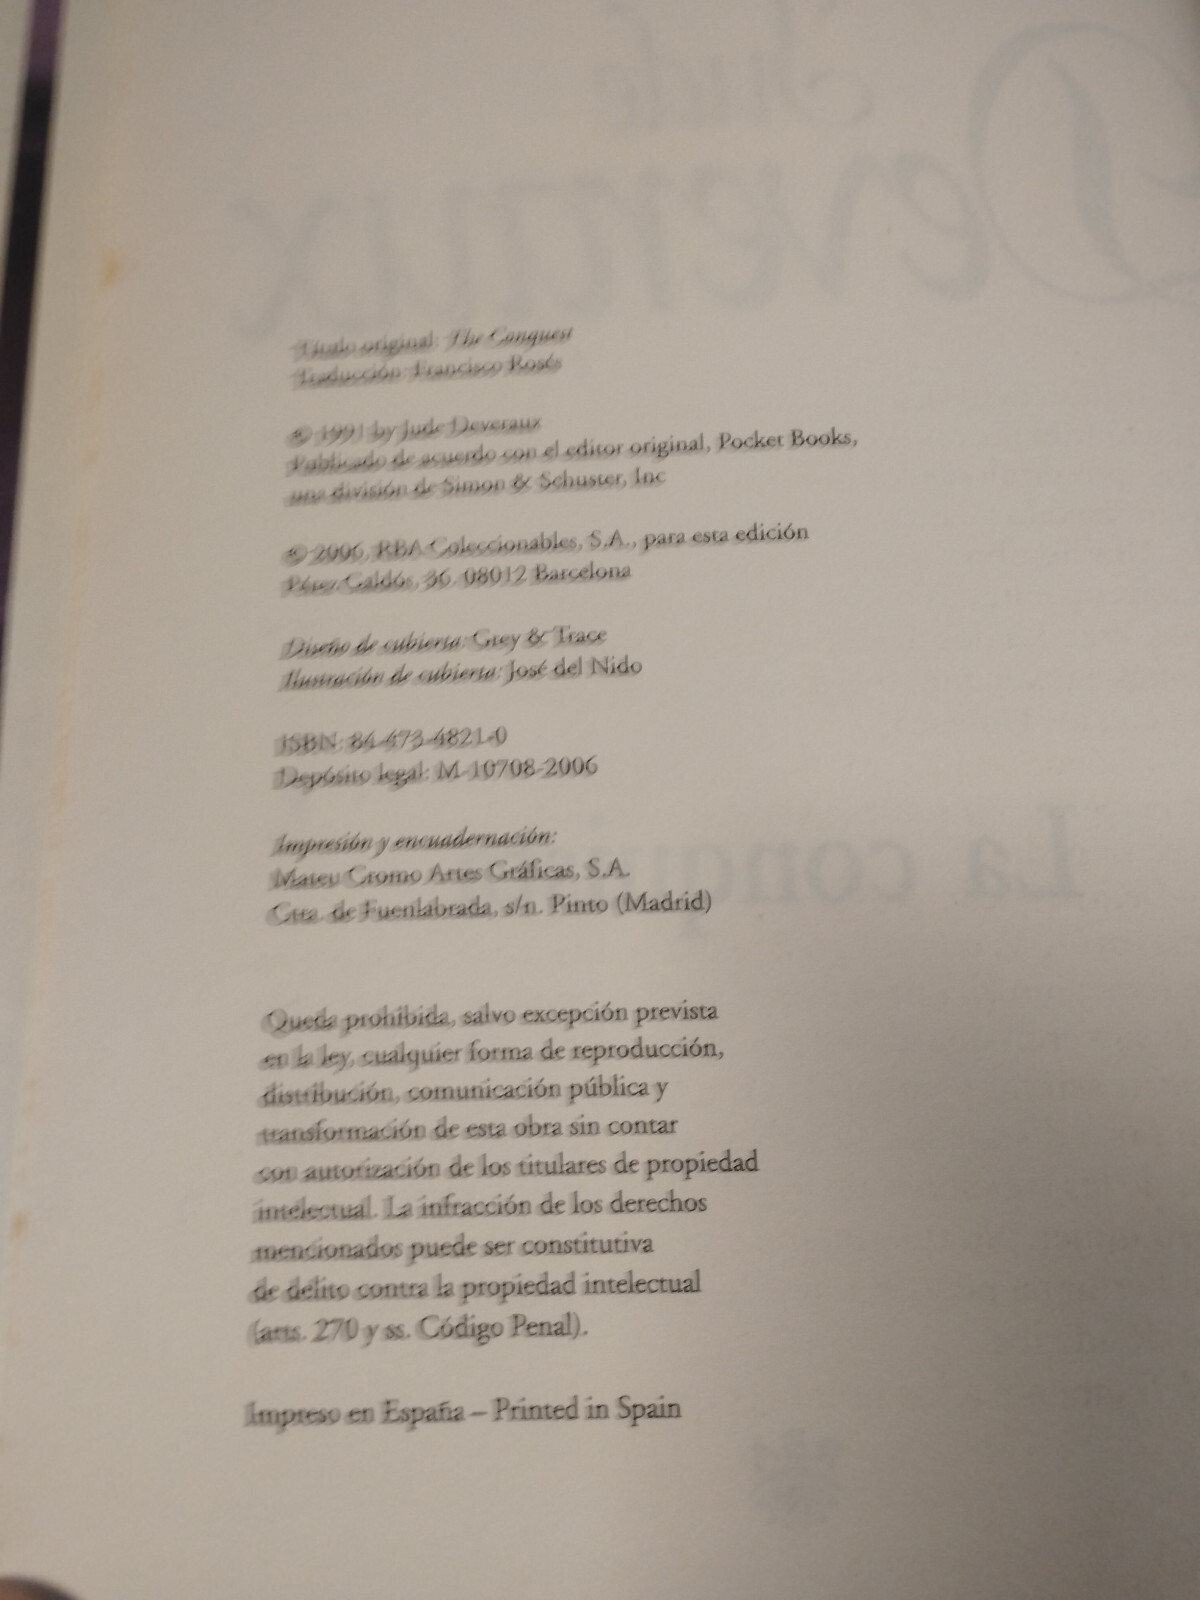 Título original: The Conquest
Traducción: Francisco Rosés
© 1991 by Jude Deveraux
Publicado de acuerdo con el editor original, Pocket Books,
una división de Simon & Schuster, Inc
© 2006, RBA Coleccionables, S.A., para esta edición
Pérez Galdós, 36. 08012 Barcelona
Diseño de cubierta: Grey & Trace
Ilustración de cubierta: José del Nido
ISBN: 84-473-4821-0
Depósito legal: M-10708-2006
Impresión y encuadernación:
Mateu Cromo Artes Gráficas, S.A.
Ctra. de Fuenlabrada, s/n. Pinto (Madrid)
Queda prohibida, salvo excepción prevista
en la ley, cualquier forma de reproducción,
distribución, comunicación pública y
transformación de esta obra sin contar
con autorización de los titulares de propiedad
intelectual. La infracción de los derechos
mencionados puede ser constitutiva
de delito contra la propiedad intelectual
(arts. 270 y ss. Código Penal).
Impreso en España – Printed in Spain